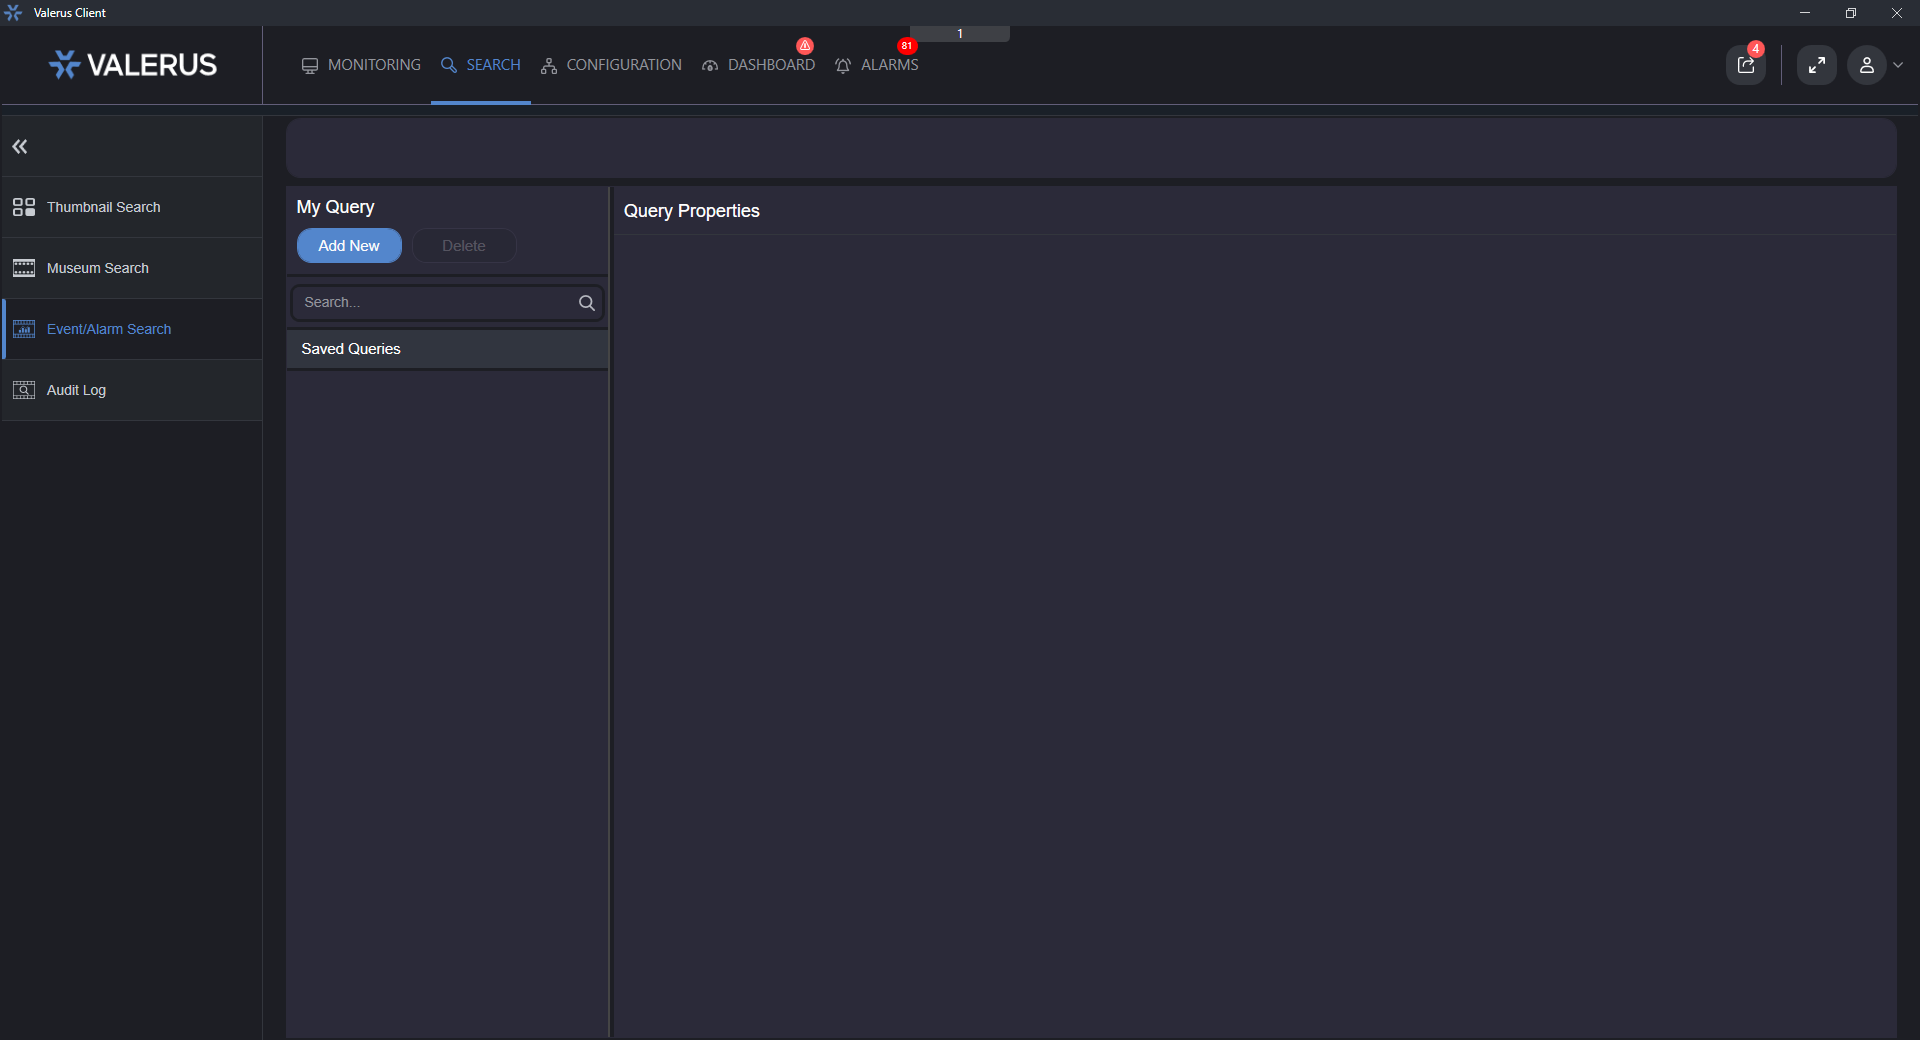 Valerus Client
1
VALERUS
MONITORING
SEARCH
CONFIGURATION
DASHBOARD
81
ALARMS
4
Thumbnail Search
Museum Search
Event/Alarm Search
Audit Log
My Query
Add New
Delete
Search...
Saved Queries
Query Properties